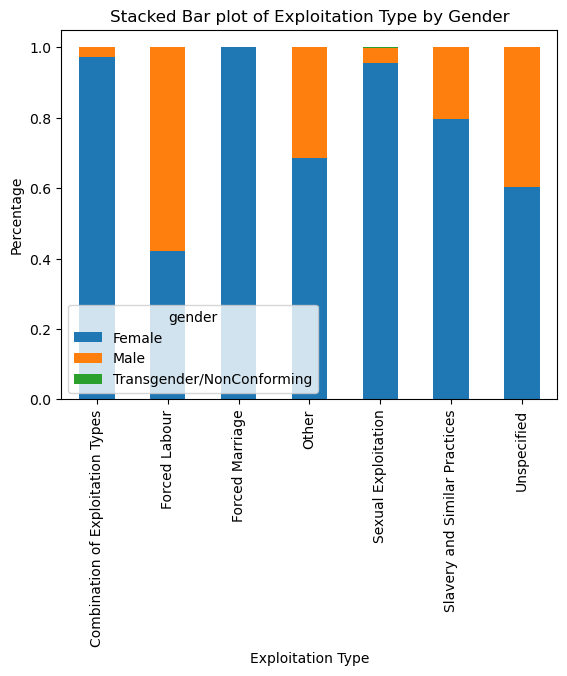 Stacked Bar plot of Exploitation Type by Gender
Percentage
1.0
0.8
0.6
0.4
0.2
0.0
gender
Female
Male
Transgender/NonConforming
Combination of Exploitation Types
Forced Labour
Forced Marriage
Other
Sexual Exploitation
Slavery and Similar Practices
Unspecified
Exploitation Type